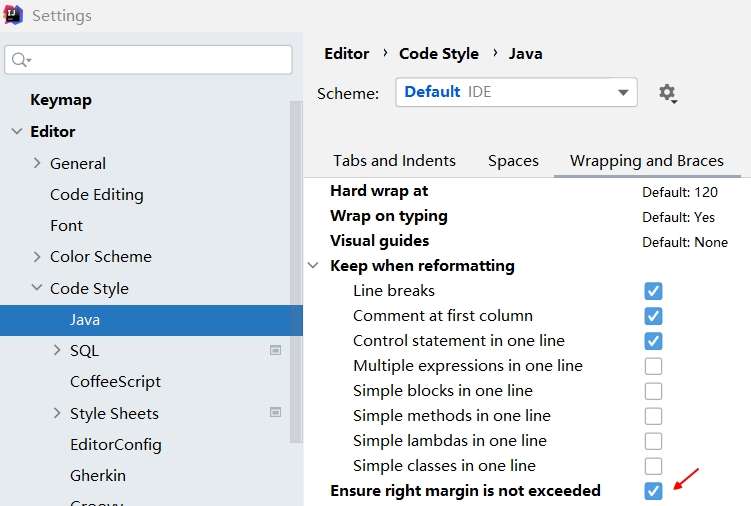 Settings
Keymap
Editor
General
Code Editing
Font
Color Scheme
Code Style
Java
SQL
CoffeeScript
Style Sheets
EditorConfig
Gherkin
Groovy
Editor › Code Style › Java
Scheme: Default IDE
Tabs and Indents Spaces Wrapping and Braces
Hard wrap at Default: 120
Wrap on typing Default: Yes
Visual guides Default: None
Keep when reformatting
Line breaks
Comment at first column
Control statement in one line
Multiple expressions in one line
Simple blocks in one line
Simple methods in one line
Simple lambdas in one line
Simple classes in one line
Ensure right margin is not exceeded